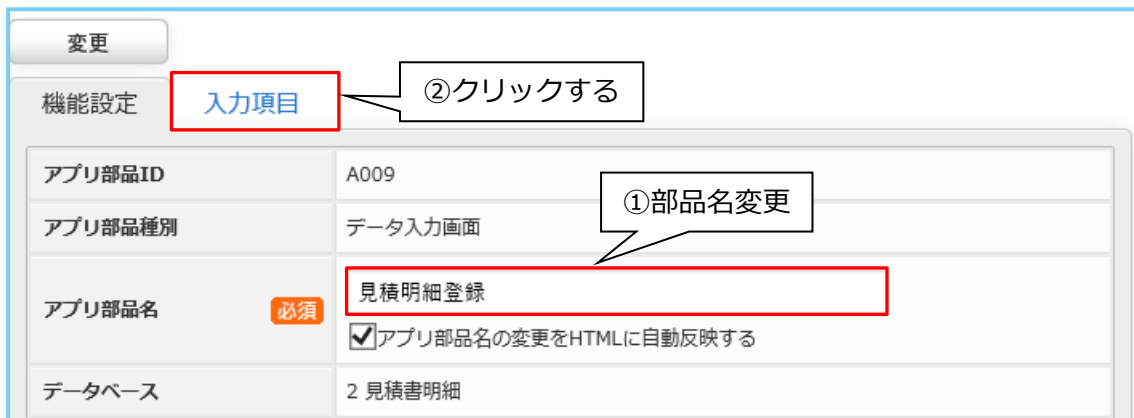 変更
機能設定
入力項目
②クリックする
アプリ部品ID
A009
①部品名変更
アプリ部品種別
データ入力画面
アプリ部品名
必須
見積明細登録
アプリ部品名の変更をHTMLに自動反映する
データベース
2 見積書明細